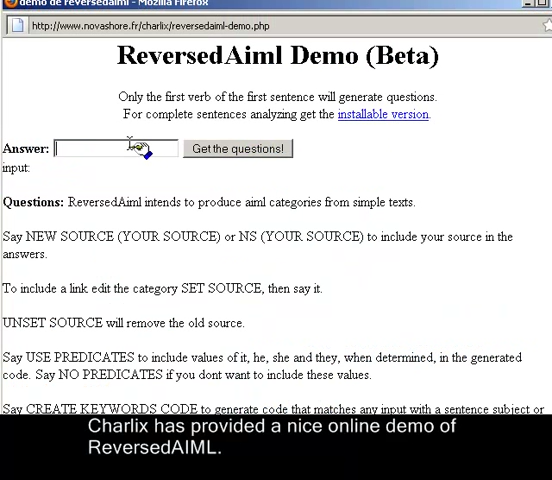 demo de reversedaiml - Mozilla Firefox
http://www.novashore.fr/charlix/reversedaiml-demo.php
ReversedAiml Demo (Beta)
Only the first verb of the first sentence will generate questions.
For complete sentences analyzing get the installable version.
Answer: Get the questions!
input:
Questions: ReversedAiml intends to produce aiml categories from simple texts.
Say NEW SOURCE (YOUR SOURCE) or NS (YOUR SOURCE) to include your source in the
answers.
To include a link edit the category SET SOURCE, then say it.
UNSET SOURCE will remove the old source.
Say USE PREDICATES to include values of it, he, she and they, when determined, in the generated
code. Say NO PREDICATES if you dont want to include these values.
Say CREATE KEYWORDS CODE to generate code that matches any input with a sentence subject or
Charlix has provided a nice online demo of
ReversedAIML.